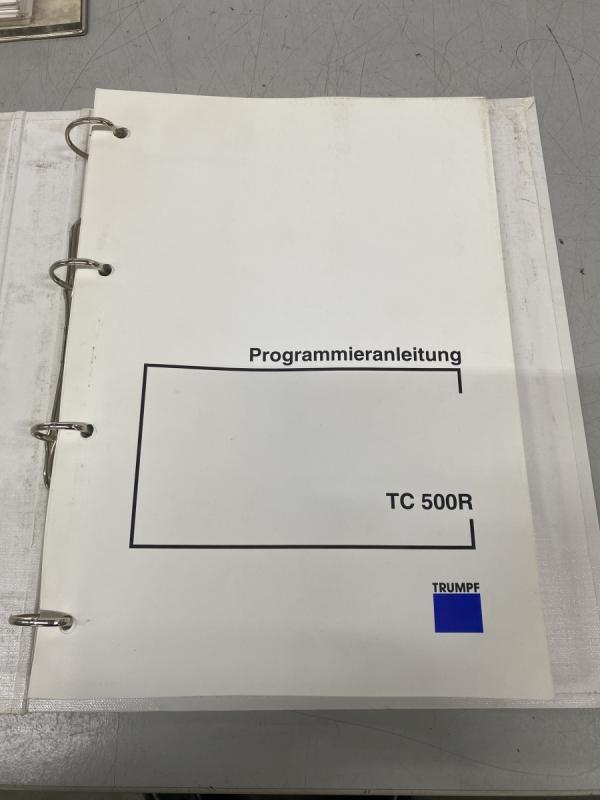 Programmieranleitung
TC 500R
TRUMPF